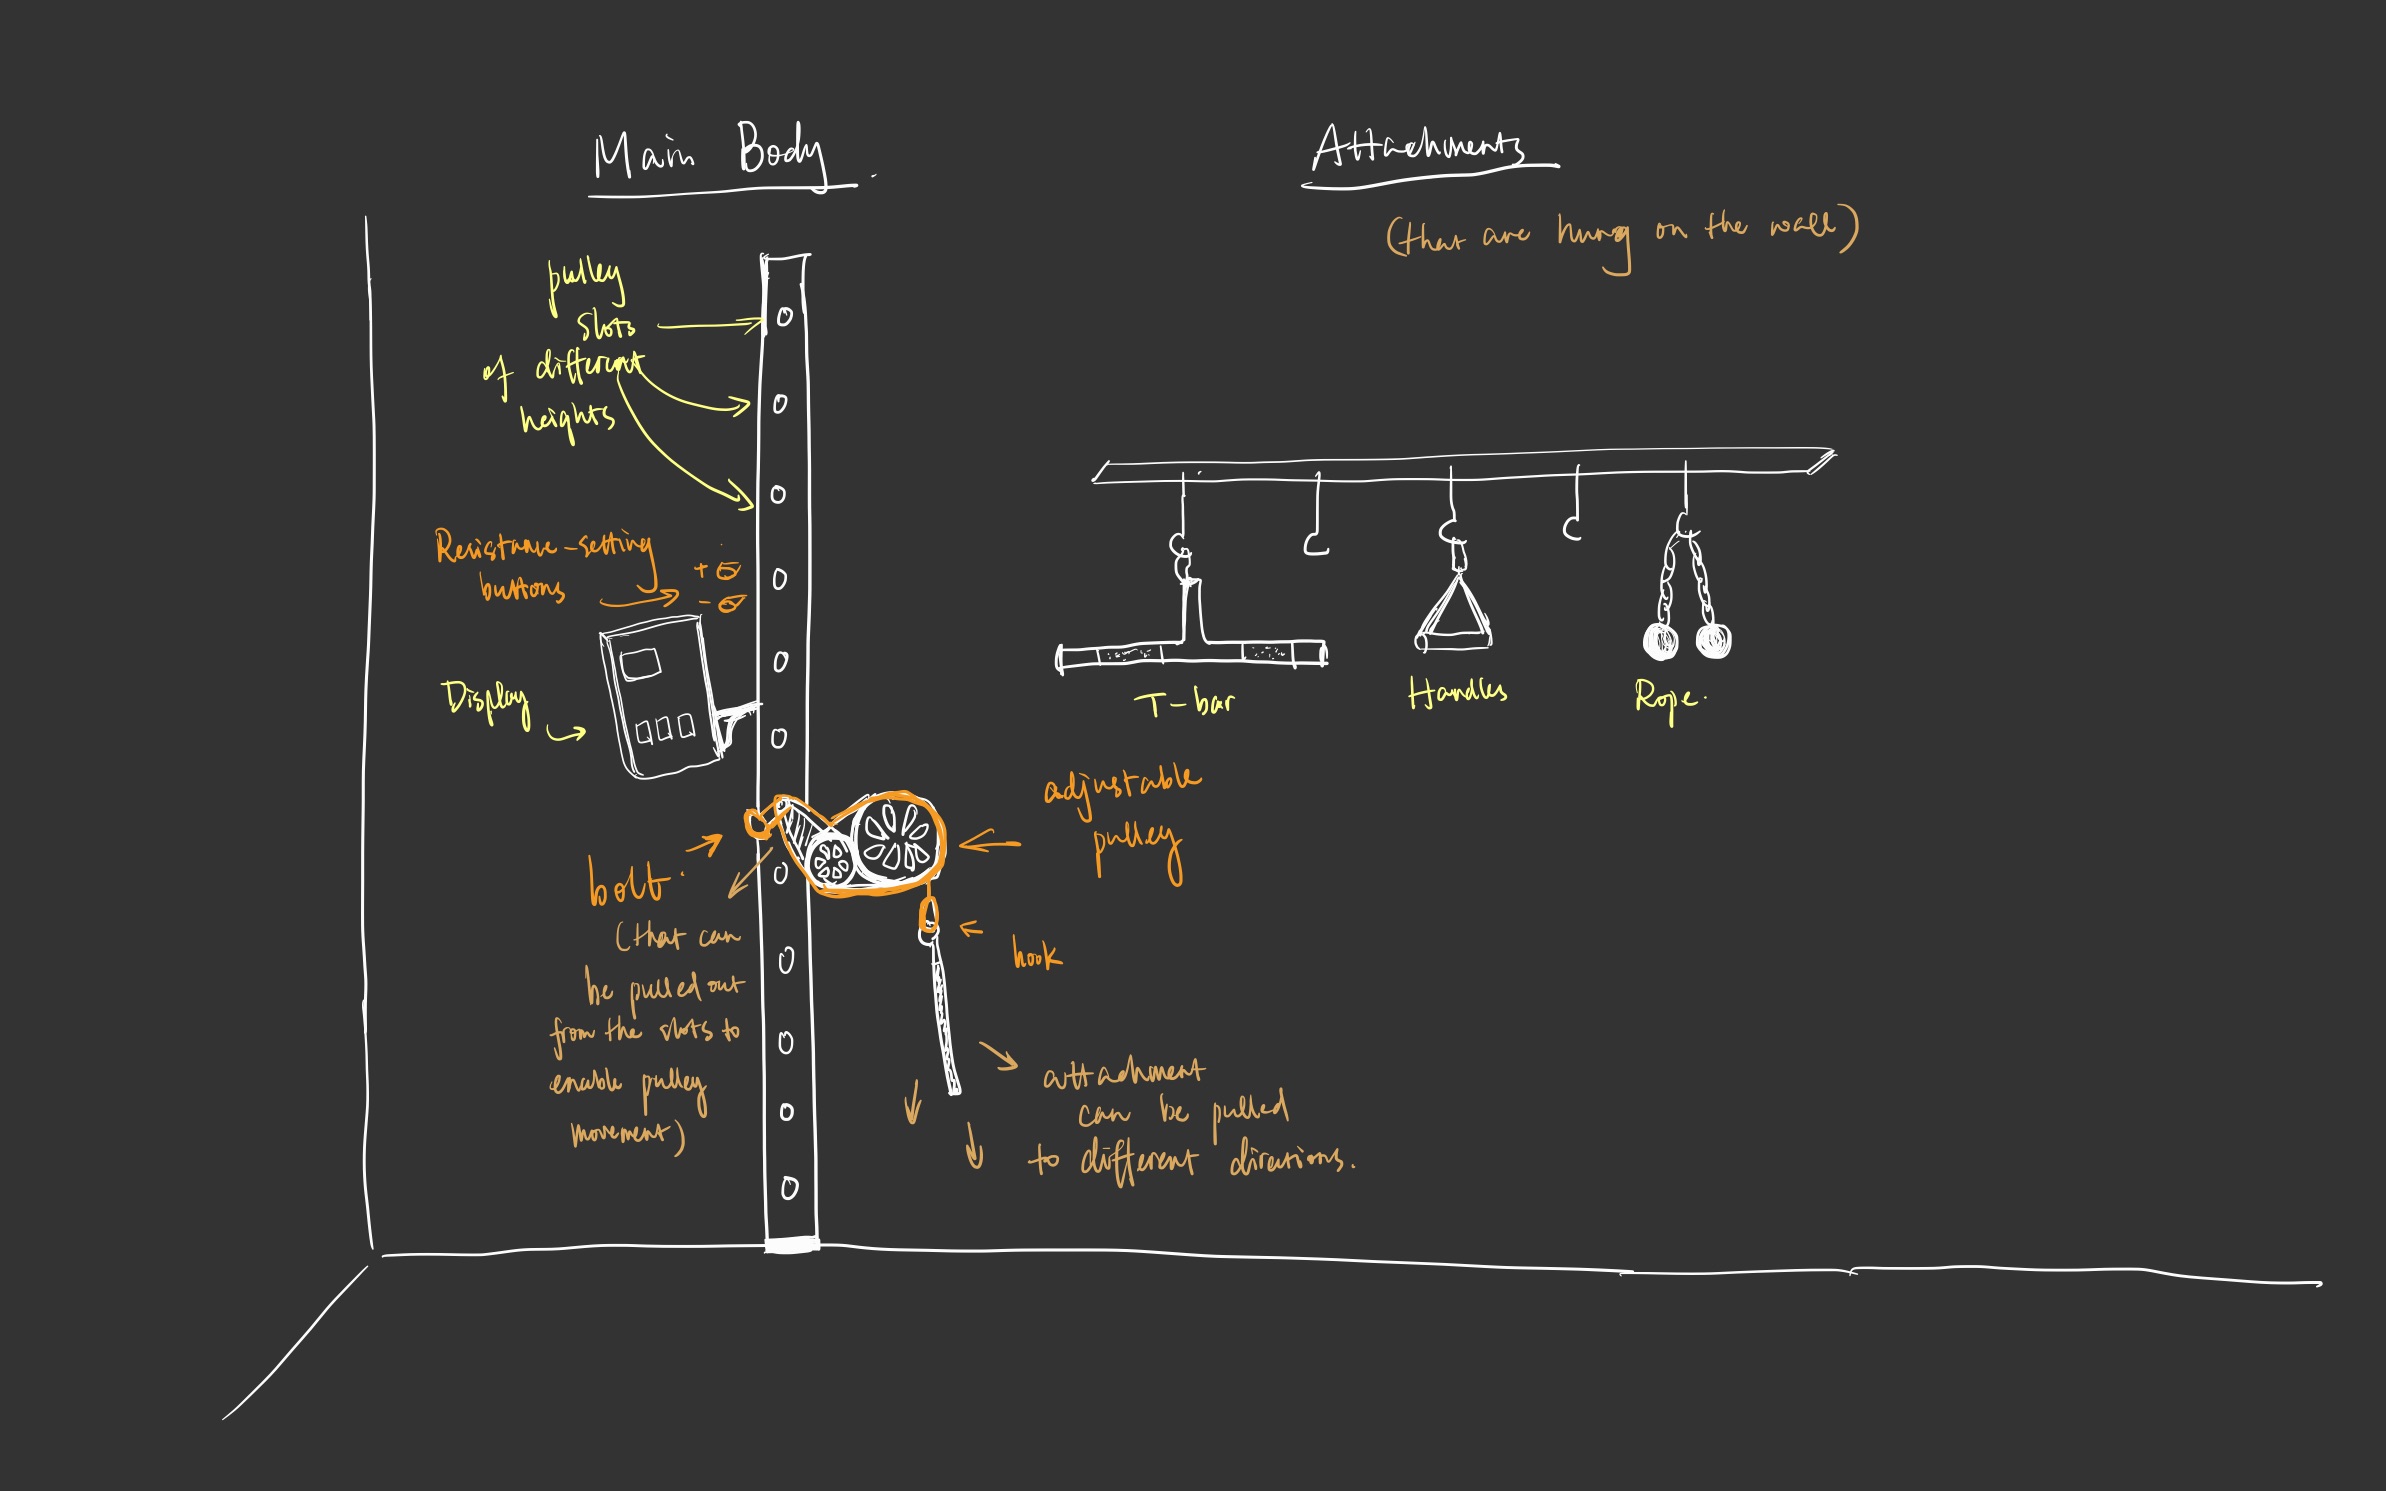 Main Body
Attachments
(that are hung on the wall)
pulley
slots
of different
heights
Resistance-setting
buttons
+
-
Display
T-bar
Handles
Rope.
adjustable
pulley
bolt
(that can
be pulled out
from the slots to
enable pulley
movement)
hook
attachment
can be pulled
to different directions.